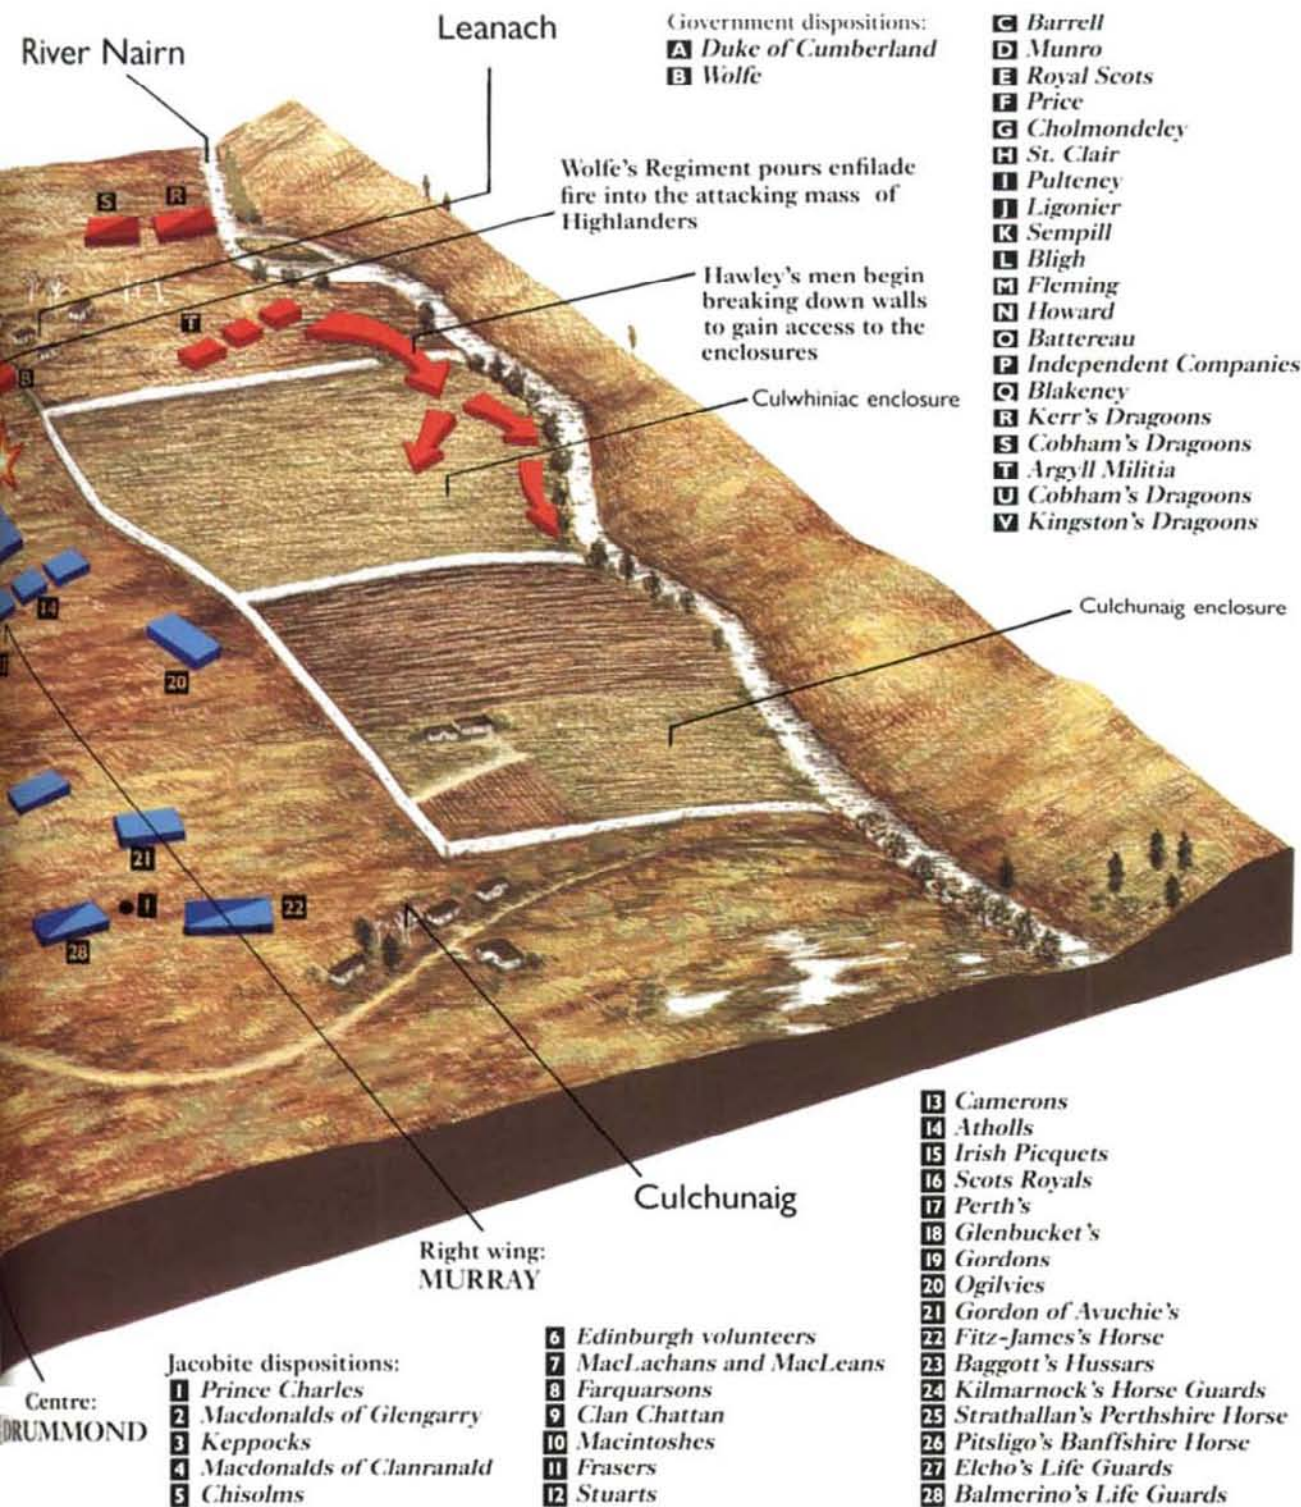 River Nairn
Leanach
Government dispositions:
A Duke of Cumberland
B Wolfe
C Barrell
D Munro
E Royal Scots
F Price
G Cholmondeley
H St. Clair
I Pulteney
J Ligonier
K Sempill
L Bligh
M Fleming
N Howard
O Battereau
P Independent Companies
Q Blakeney
R Kerr's Dragoons
S Cobham's Dragoons
T Argyll Militia
U Cobham's Dragoons
V Kingston's Dragoons
Wolfe's Regiment pours enfilade
fire into the attacking mass of
Highlanders
Hawley's men begin
breaking down walls
to gain access to the
enclosures
Culwhiniac enclosure
Culchunaig enclosure
S
R
T
B
14
20
21
1
22
28
Culchunaig
Right wing:
MURRAY
Centre:
DRUMMOND
Jacobite dispositions:
1 Prince Charles
2 Macdonalds of Glengarry
3 Keppocks
4 Macdonalds of Clanranald
5 Chisolms
6 Edinburgh volunteers
7 MacLachans and MacLeans
8 Farquarsons
9 Clan Chattan
10 Macintoshes
11 Frasers
12 Stuarts
13 Camerons
14 Atholls
15 Irish Picquets
16 Scots Royals
17 Perth's
18 Glenbucket's
19 Gordons
20 Ogilvies
21 Gordon of Avuchie's
22 Fitz-James's Horse
23 Baggott's Hussars
24 Kilmarnock's Horse Guards
25 Strathallan's Perthshire Horse
26 Pitsligo's Banffshire Horse
27 Elcho's Life Guards
28 Balmerino's Life Guards